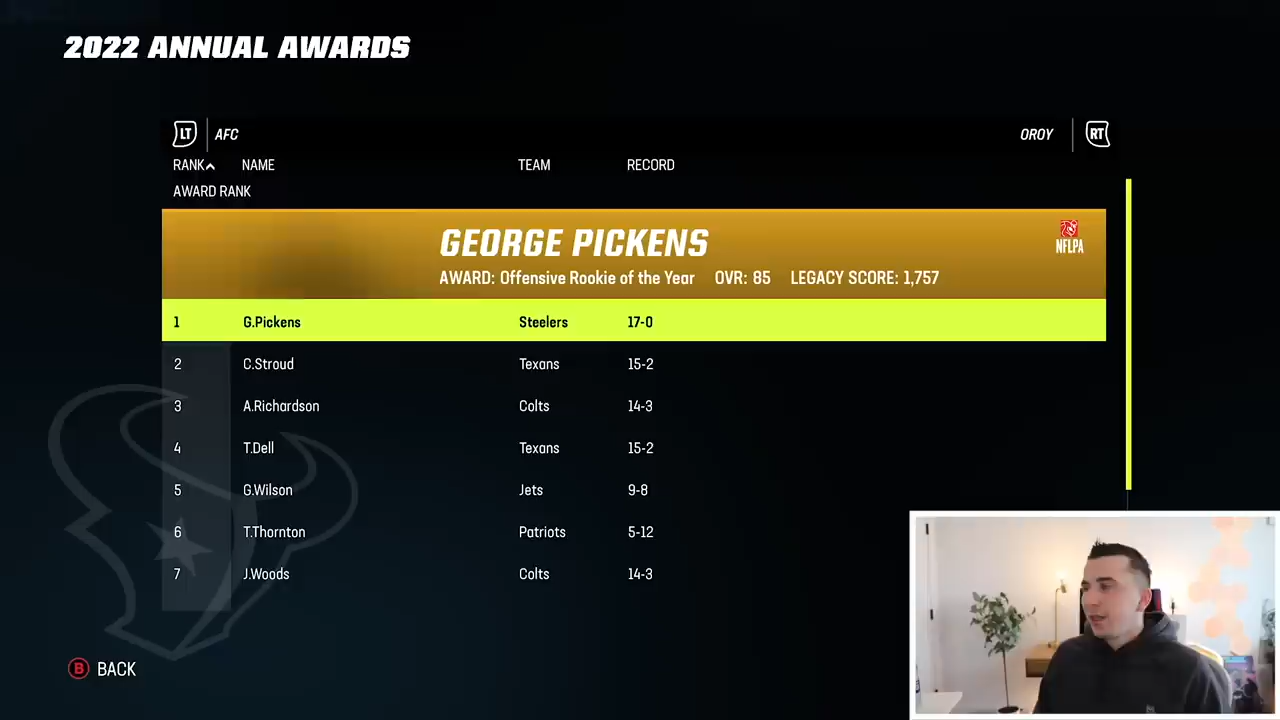 2022 ANNUAL AWARDS
LT AFC OROY RT
RANK NAME TEAM RECORD
AWARD RANK
GEORGE PICKENS
NFLPA
AWARD: Offensive Rookie of the Year OVR: 85 LEGACY SCORE: 1,757
1 G.Pickens Steelers 17-0
2 C.Stroud Texans 15-2
3 A.Richardson Colts 14-3
4 T.Dell Texans 15-2
5 G.Wilson Jets 9-8
6 T.Thornton Patriots 5-12
7 J.Woods Colts 14-3
B BACK